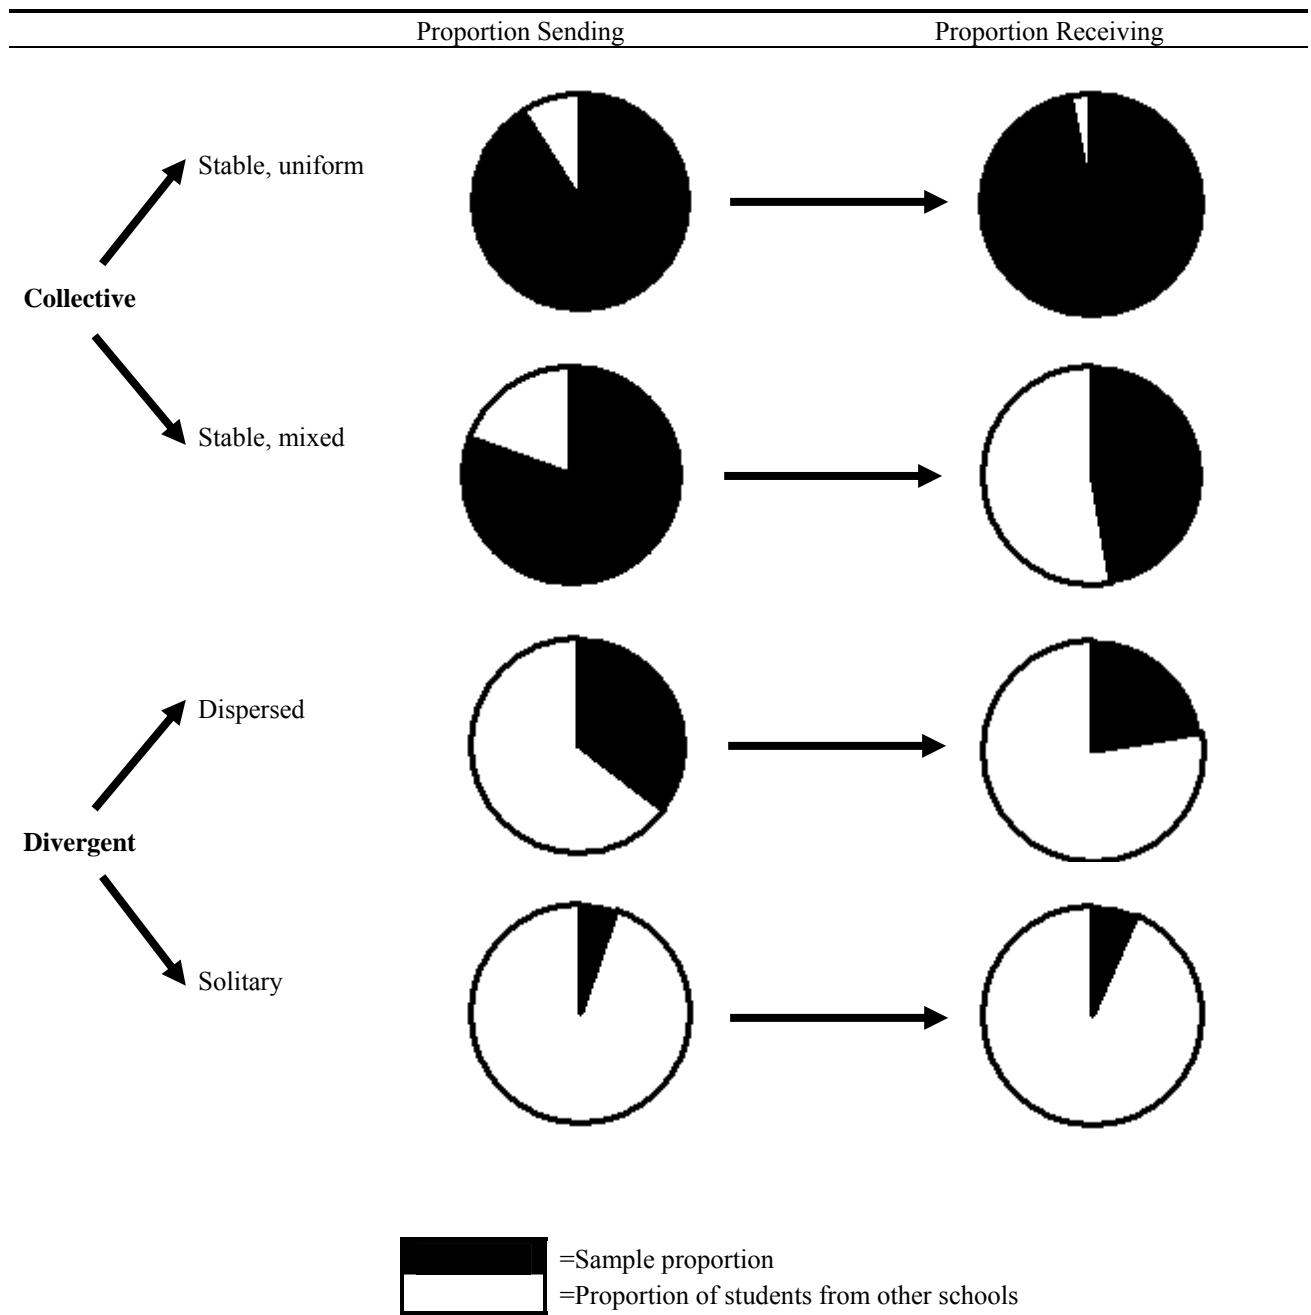 Proportion Sending Proportion Receiving
Stable, uniform
Collective
Stable, mixed
Dispersed
Divergent
Solitary
=Sample proportion
=Proportion of students from other schools